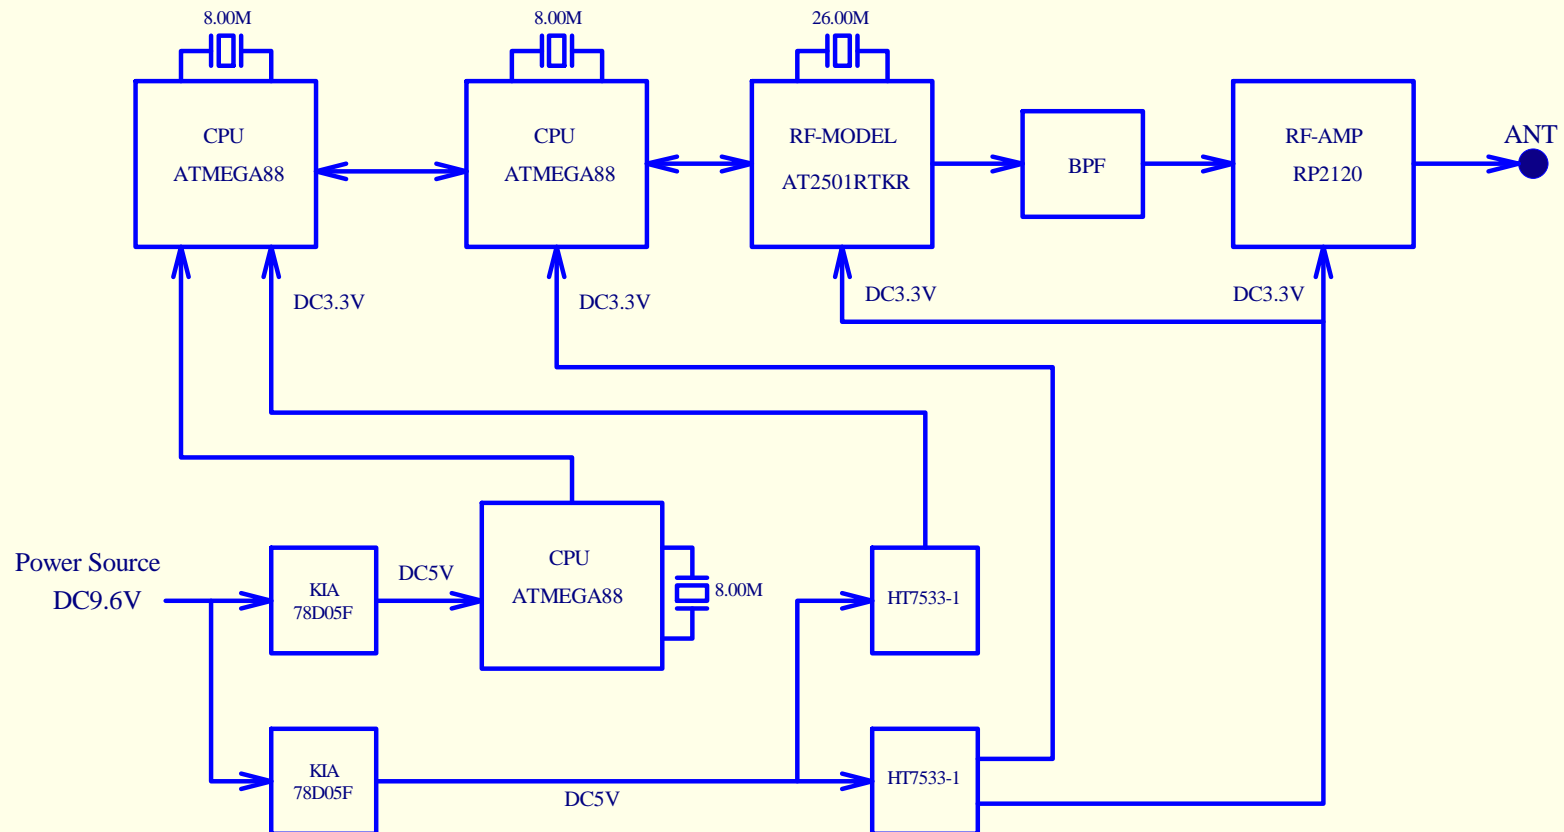 8.00M
8.00M
26.00M
CPU
ATMEGA88
CPU
ATMEGA88
RF-MODEL
AT2501RTKR
BPF
RF-AMP
RP2120
ANT
DC3.3V
DC3.3V
DC3.3V
DC3.3V
Power Source
DC9.6V
KIA
78D05F
DC5V
CPU
ATMEGA88
8.00M
HT7533-1
KIA
78D05F
DC5V
HT7533-1